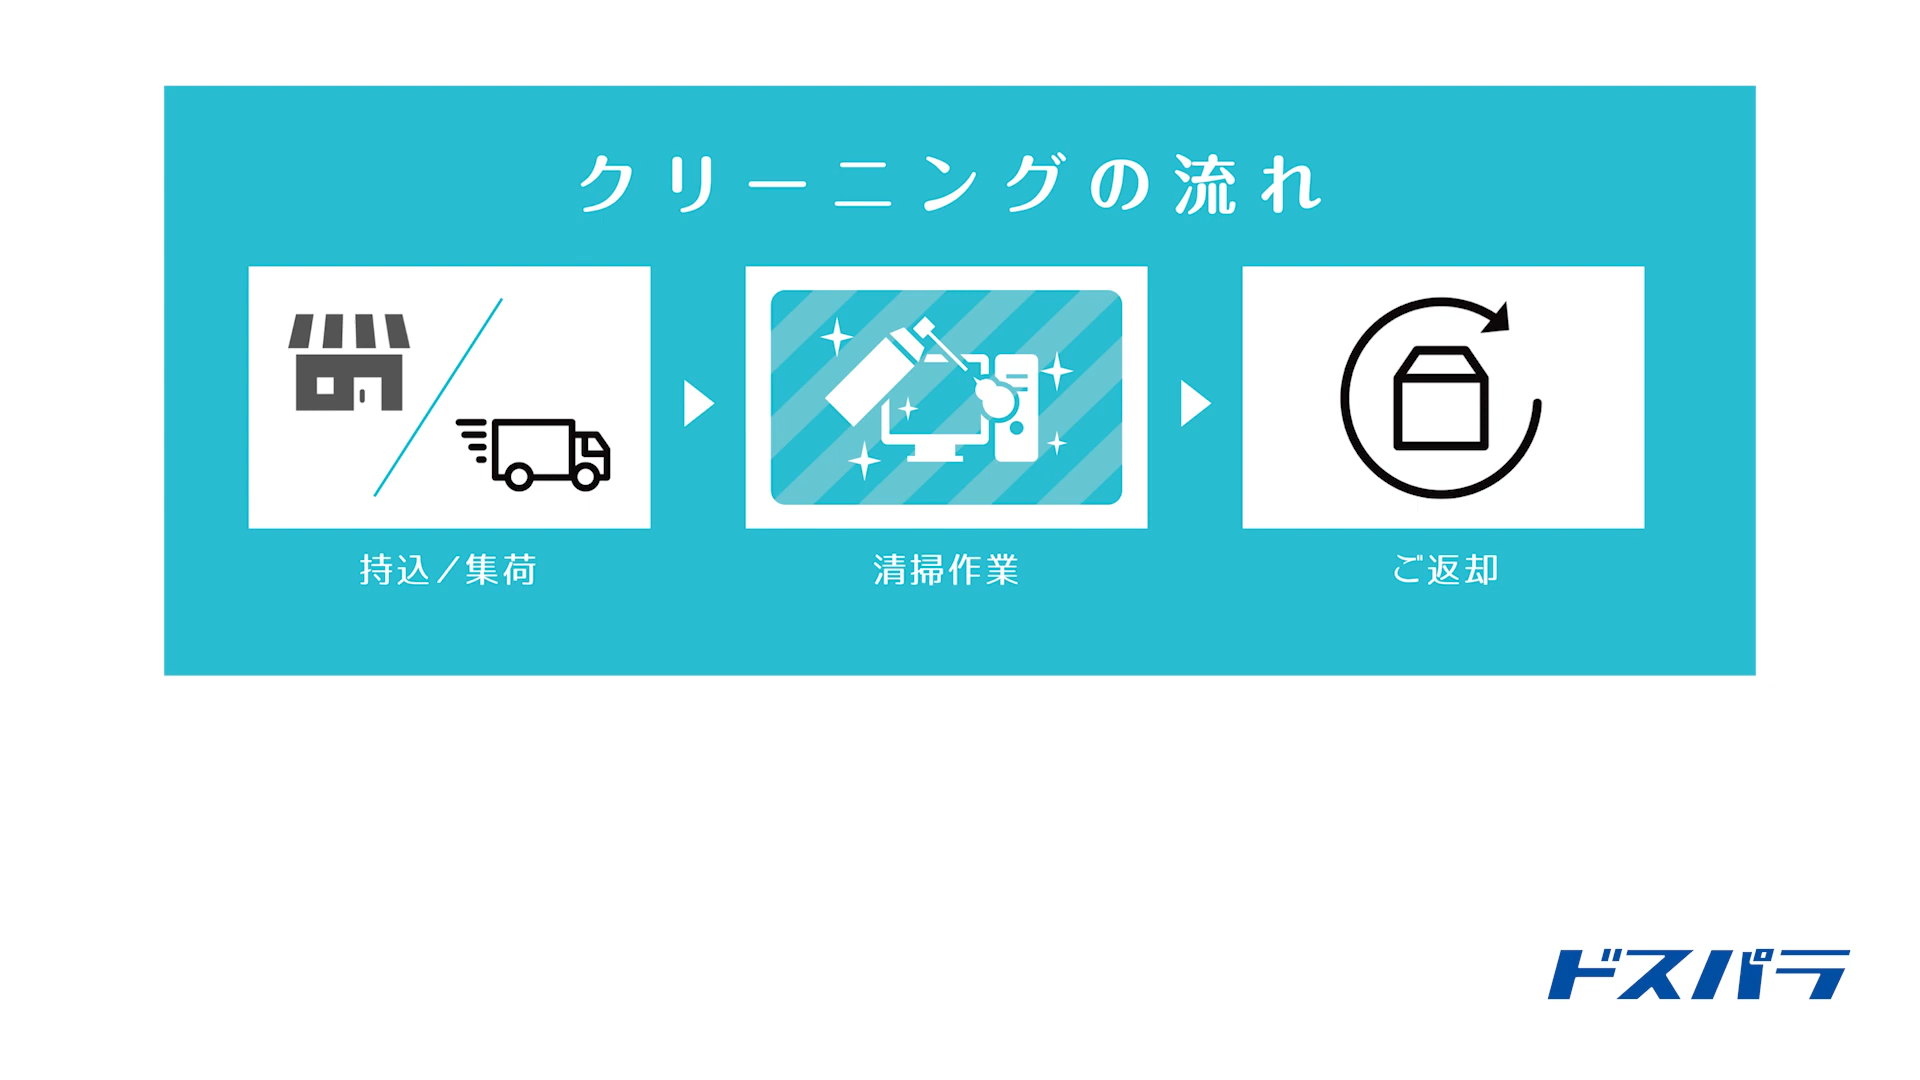 クリーニングの流れ
持込／集荷
清掃作業
ご返却
ドスパラ